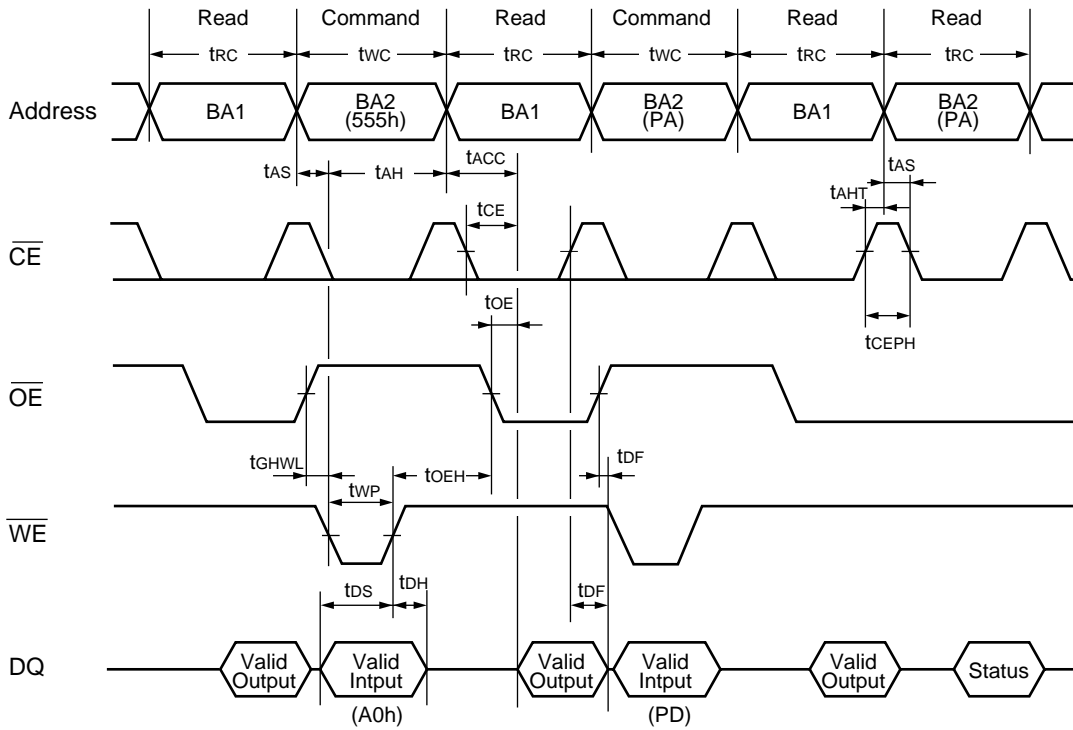 Read Command Read Command Read Read
tRC tWC tRC tWC tRC tRC
Address BA1 BA2 (555h) BA1 BA2 (PA) BA1 BA2 (PA)
tAS tAH tACC tAS
tCE tAHT
CE
tOE
tCEPH
OE
tGHWL tOEH tDF
tWP
WE
tDS tDH tDF
DQ Valid Output Valid Intput Valid Output Valid Intput Valid Output Status
(A0h) (PD)